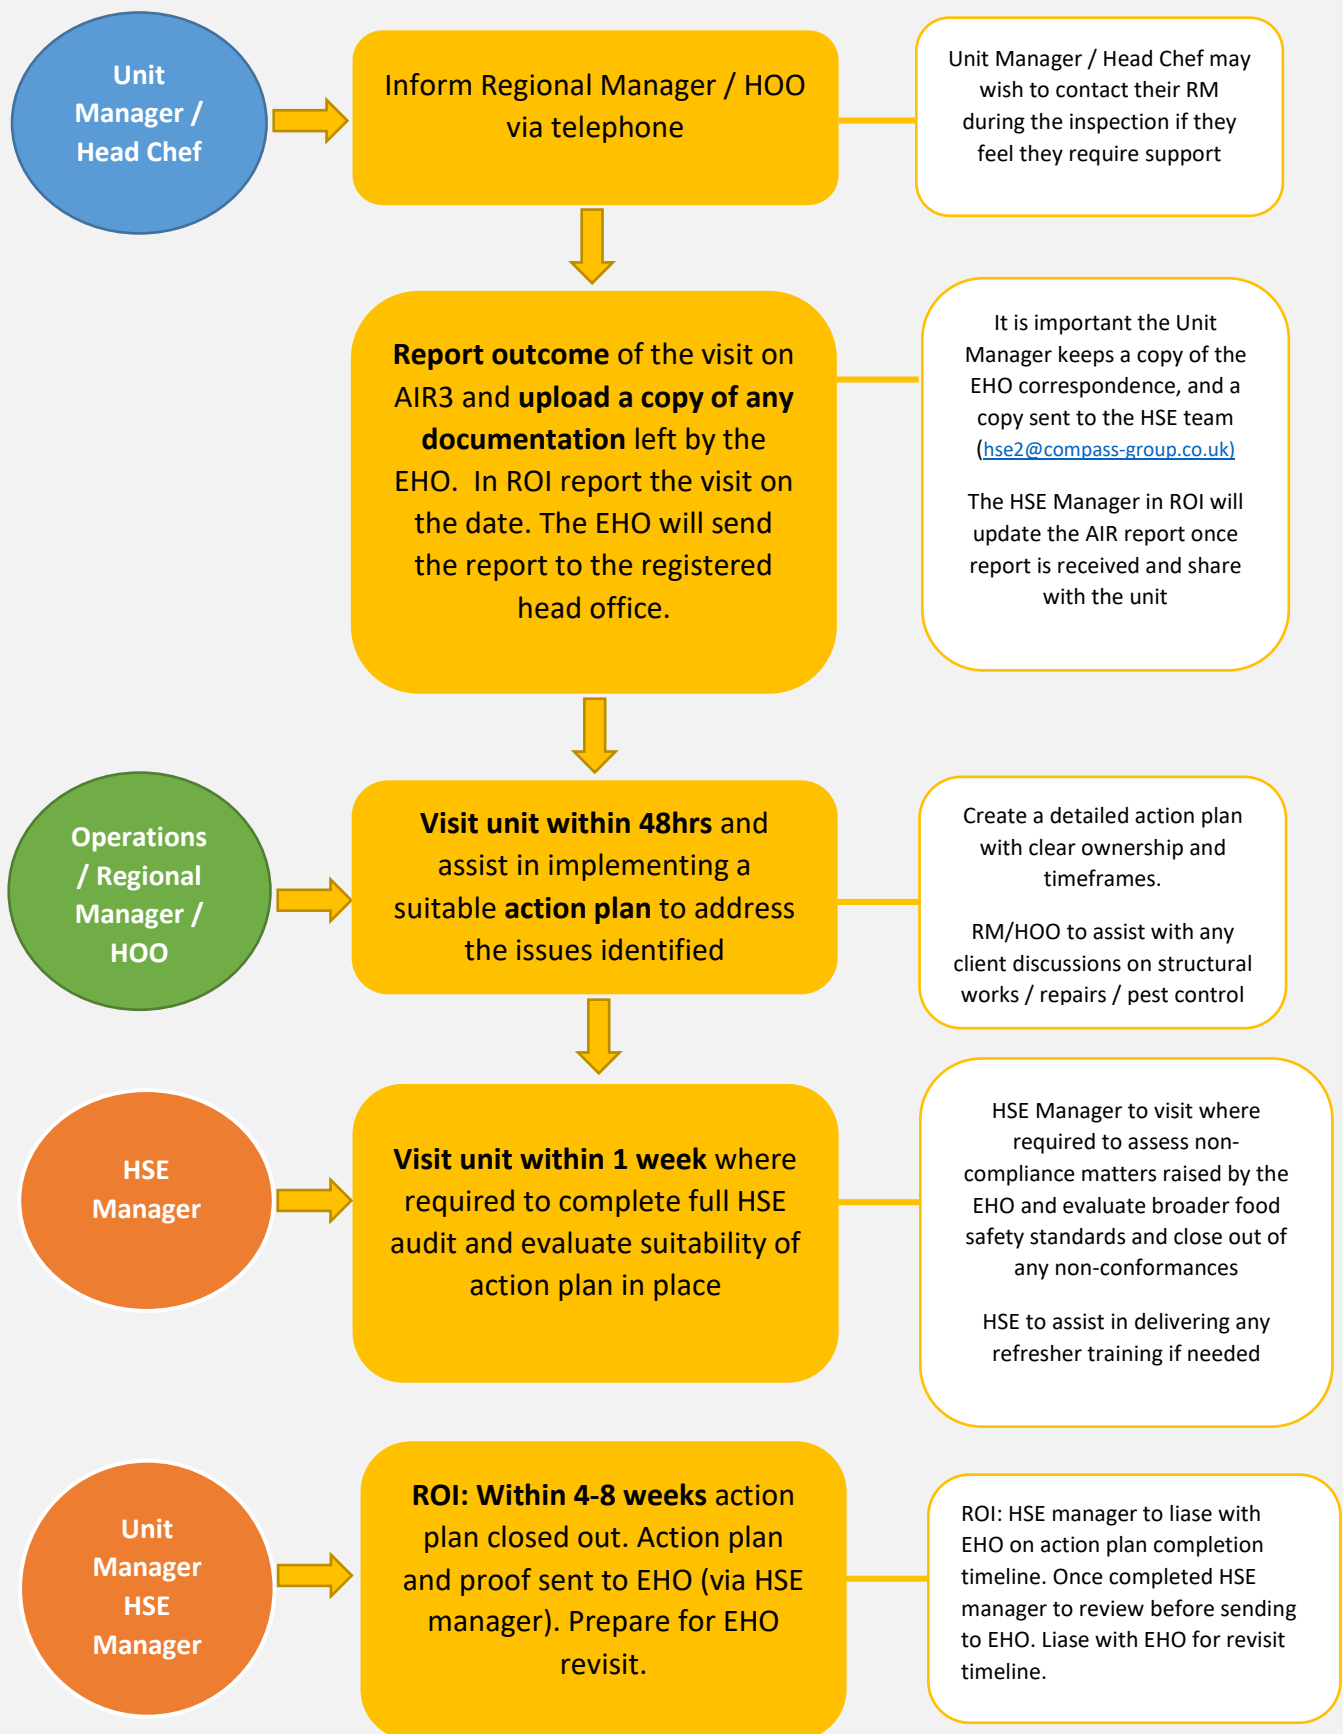 Unit
Manager /
Head Chef
Inform Regional Manager / HOO
via telephone
Unit Manager / Head Chef may
wish to contact their RM
during the inspection if they
feel they require support
Report outcome of the visit on
AIR3 and upload a copy of any
documentation left by the
EHO.  In ROI report the visit on
the date. The EHO will send
the report to the registered
head office.
It is important the Unit
Manager keeps a copy of the
EHO correspondence, and a
copy sent to the HSE team
(hse2@compass-group.co.uk)
The HSE Manager in ROI will
update the AIR report once
report is received and share
with the unit
Operations
/ Regional
Manager /
HOO
Visit unit within 48hrs and
assist in implementing a
suitable action plan to address
the issues identified
Create a detailed action plan
with clear ownership and
timeframes.
RM/HOO to assist with any
client discussions on structural
works / repairs / pest control
HSE
Manager
Visit unit within 1 week where
required to complete full HSE
audit and evaluate suitability of
action plan in place
HSE Manager to visit where
required to assess non-
compliance matters raised by the
EHO and evaluate broader food
safety standards and close out of
any non-conformances
HSE to assist in delivering any
refresher training if needed
Unit
Manager
HSE
Manager
ROI: Within 4-8 weeks action
plan closed out. Action plan
and proof sent to EHO (via HSE
manager). Prepare for EHO
revisit.
ROI: HSE manager to liase with
EHO on action plan completion
timeline. Once completed HSE
manager to review before sending
to EHO. Liase with EHO for revisit
timeline.